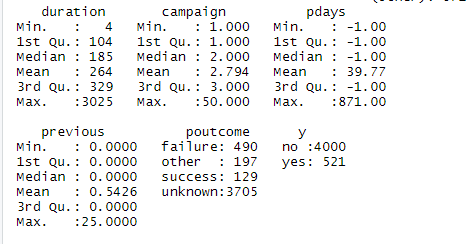 duration campaign pdays
Min. : 4 Min. : 1.000 Min. : -1.00
1st Qu.: 104 1st Qu.: 1.000 1st Qu.: -1.00
Median : 185 Median : 2.000 Median : -1.00
Mean : 264 Mean : 2.794 Mean : 39.77
3rd Qu.: 329 3rd Qu.: 3.000 3rd Qu.: -1.00
Max. :3025 Max. :50.000 Max. :871.00
previous poutcome y
Min. : 0.0000 failure: 490 no :4000
1st Qu.: 0.0000 other : 197 yes: 521
Median : 0.0000 success: 129
Mean : 0.5426 unknown:3705
3rd Qu.: 0.0000
Max. :25.0000